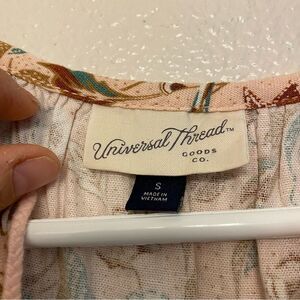 Universal Thread™
GOODS
CO.
S
MADE IN
VIETNAM